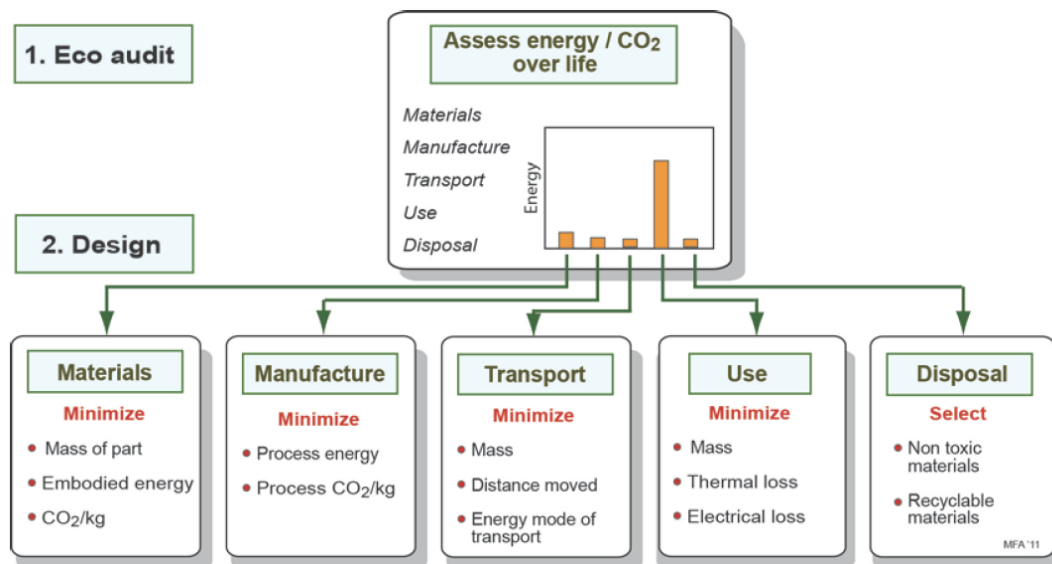 1. Eco audit
Assess energy / CO₂
over life
Materials
Manufacture
Transport
Use
Disposal
Energy
2. Design
Materials
Minimize
• Mass of part
• Embodied energy
• CO₂/kg
Manufacture
Minimize
• Process energy
• Process CO₂/kg
Transport
Minimize
• Mass
• Distance moved
• Energy mode of
transport
Use
Minimize
• Mass
• Thermal loss
• Electrical loss
Disposal
Select
• Non toxic
materials
• Recyclable
materials
MFA '11